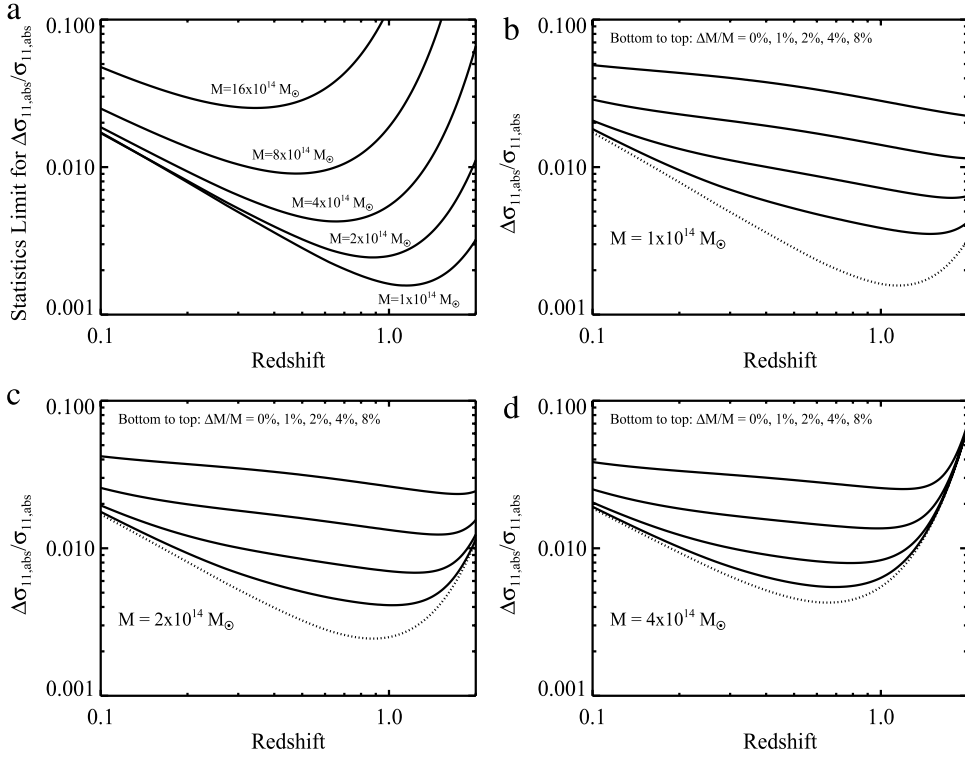 a
Statistics Limit for Δσ11,abs/σ11,abs
0.100
0.010
0.001
M=16x10^14 M☉
M=8x10^14 M☉
M=4x10^14 M☉
M=2x10^14 M☉
M=1x10^14 M☉
0.1
1.0
Redshift
b
Δσ11,abs/σ11,abs
0.100
0.010
0.001
Bottom to top: ΔM/M = 0%, 1%, 2%, 4%, 8%
M = 1x10^14 M☉
0.1
1.0
Redshift
c
Δσ11,abs/σ11,abs
0.100
0.010
0.001
Bottom to top: ΔM/M = 0%, 1%, 2%, 4%, 8%
M = 2x10^14 M☉
0.1
1.0
Redshift
d
Δσ11,abs/σ11,abs
0.100
0.010
0.001
Bottom to top: ΔM/M = 0%, 1%, 2%, 4%, 8%
M = 4x10^14 M☉
0.1
1.0
Redshift